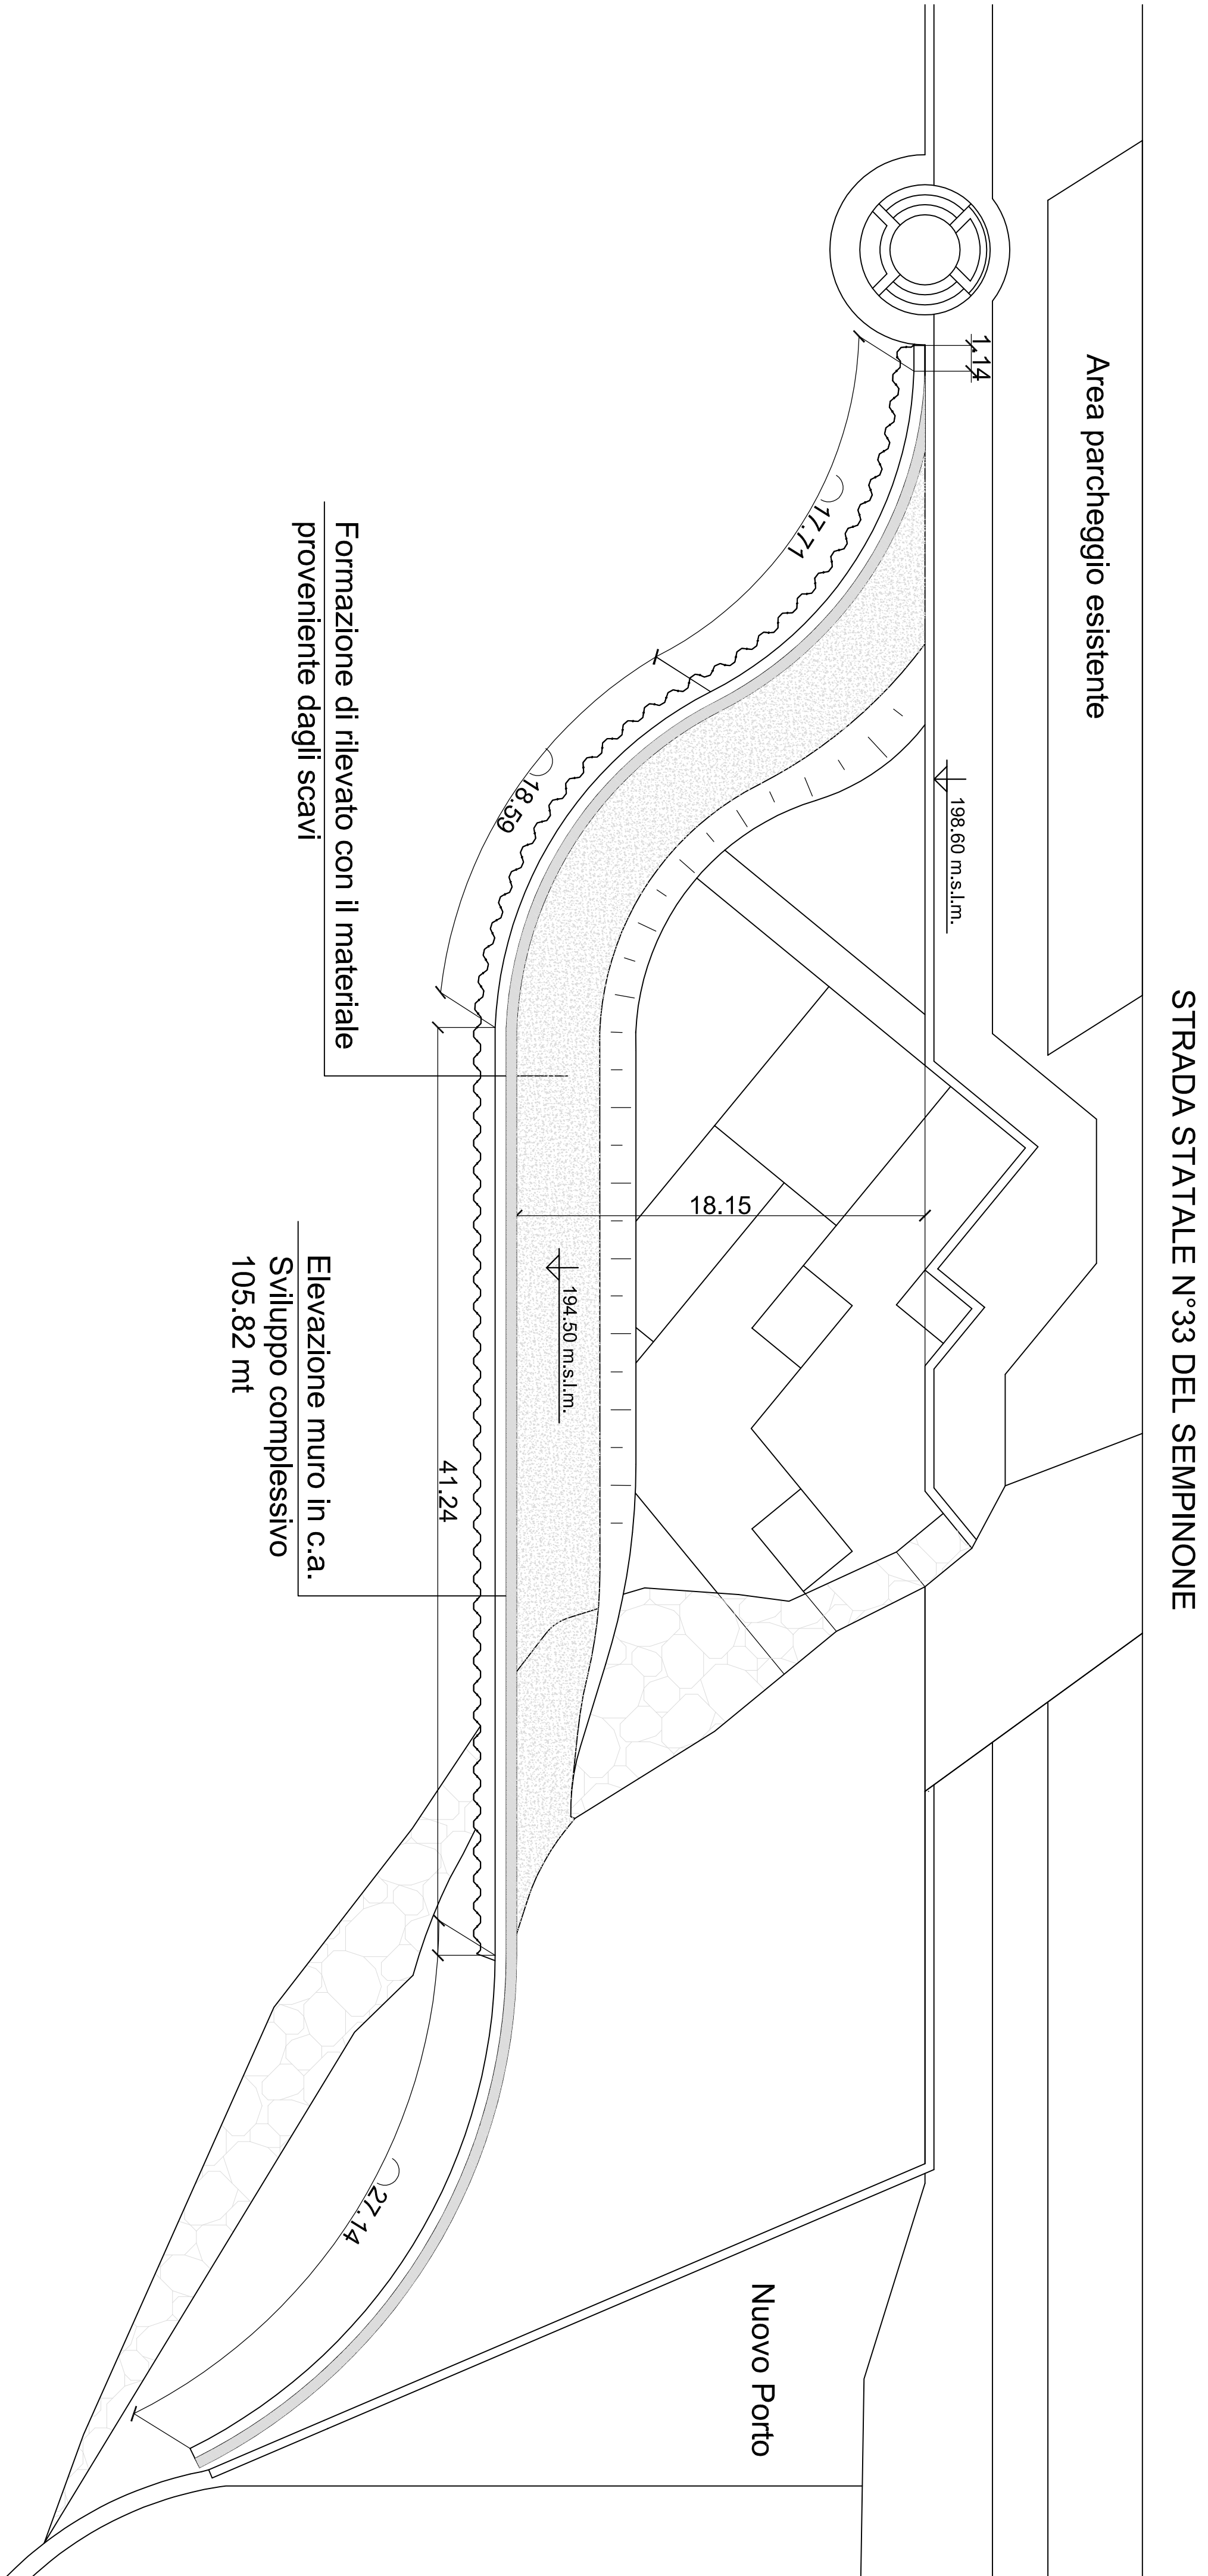 STRADA STATALE N°33 DEL SEMPINONE
Area parcheggio esistente
1.14
198.60 m.s.l.m.
17.71
18.59
18.15
194.50 m.s.l.m.
41.24
27.14
Formazione di rilevato con il materiale
proveniente dagli scavi
Elevazione muro in c.a.
Sviluppo complessivo
105.82 mt
Nuovo Porto